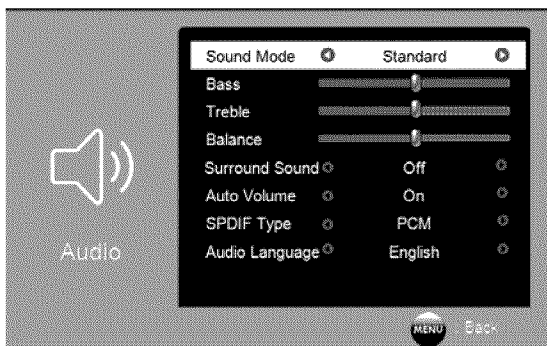 Sound Mode Standard
Bass
Treble
Balance
Surround Sound Off
Auto Volume On
SPDIF Type PCM
Audio Language English
Audio
MENU : Back